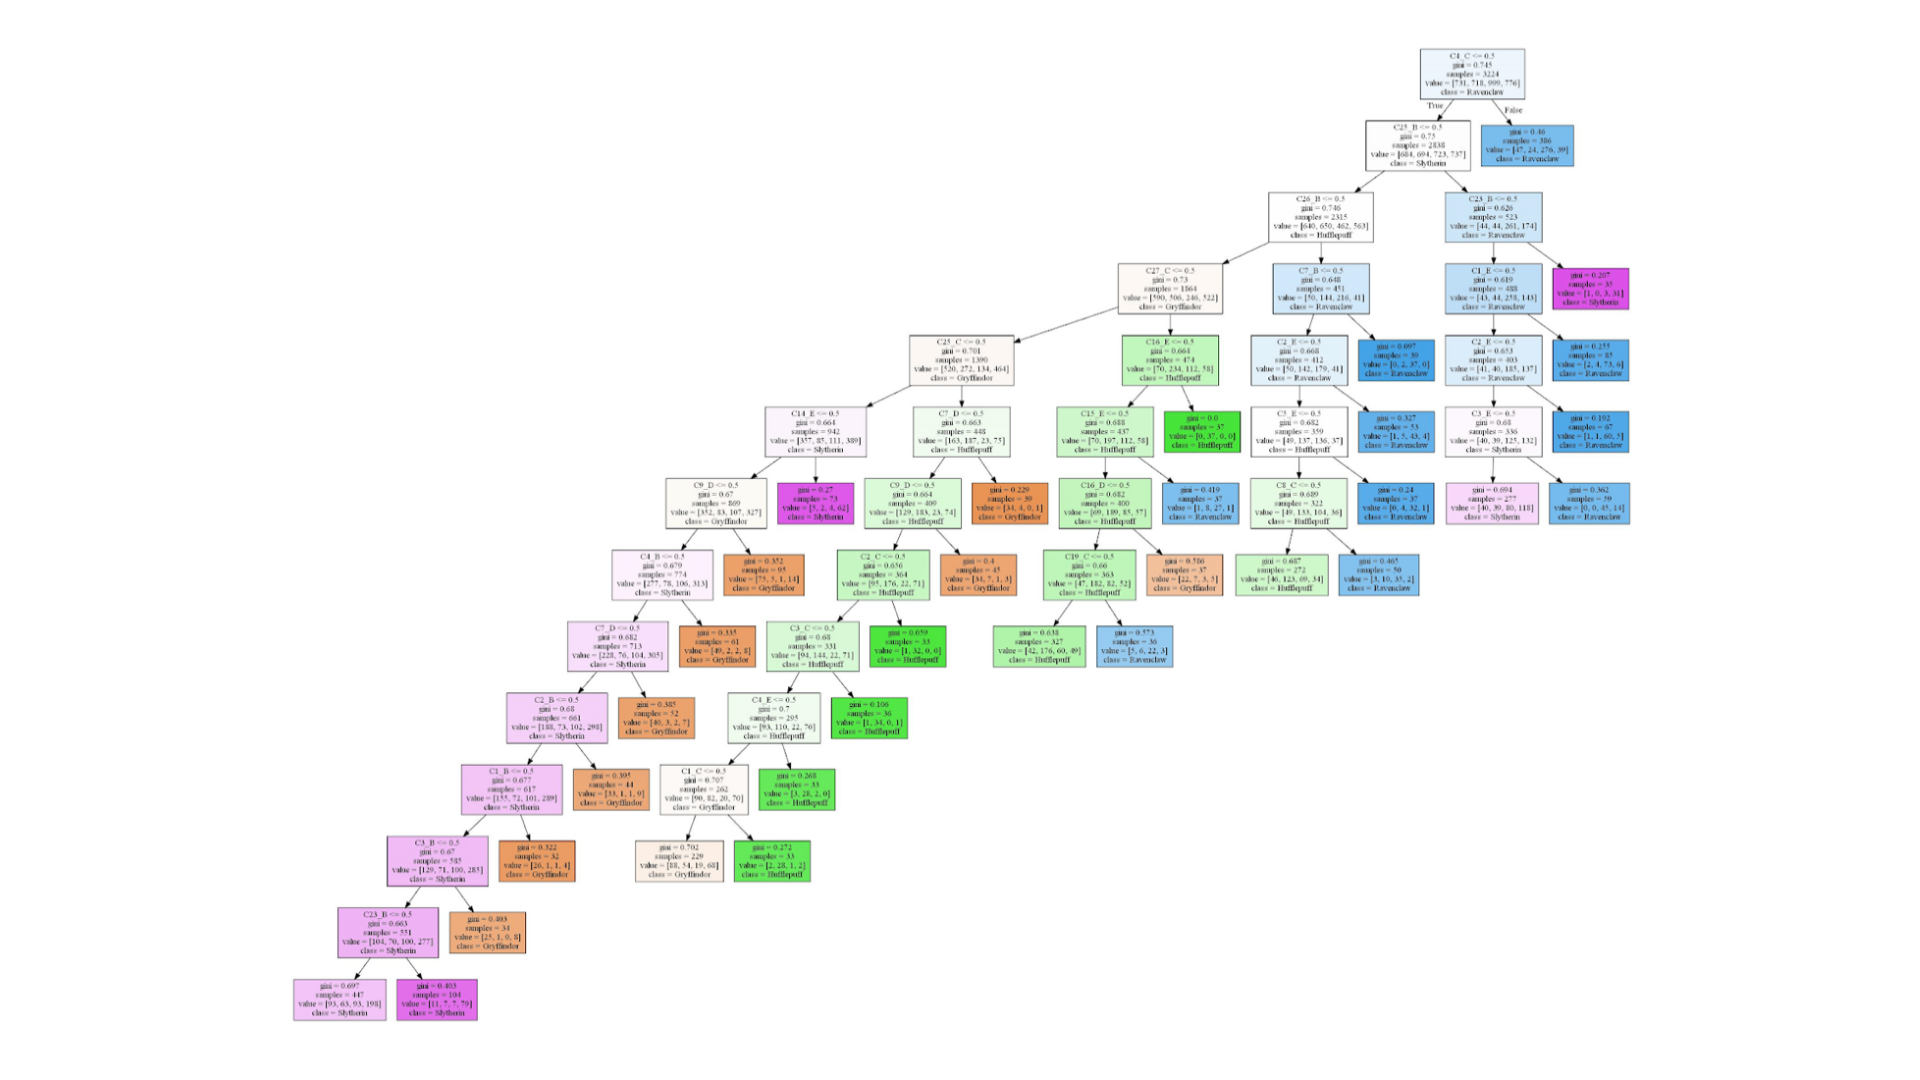 C4_C <= 0.5
gini = 0.745
samples = 3224
value = [731, 718, 999, 776]
class = Ravenclaw
True
False
C25_B <= 0.5
gini = 0.75
samples = 2838
value = [684, 694, 723, 737]
class = Slytherin
gini = 0.46
samples = 386
value = [47, 24, 276, 39]
class = Ravenclaw
C26_B <= 0.5
gini = 0.746
samples = 2315
value = [640, 650, 462, 563]
class = Hufflepuff
C23_B <= 0.5
gini = 0.626
samples = 523
value = [44, 44, 261, 174]
class = Ravenclaw
C27_C <= 0.5
gini = 0.73
samples = 1864
value = [590, 506, 246, 522]
class = Gryffindor
C7_B <= 0.5
gini = 0.648
samples = 451
value = [50, 144, 216, 41]
class = Ravenclaw
C1_E <= 0.5
gini = 0.619
samples = 488
value = [43, 44, 258, 143]
class = Ravenclaw
gini = 0.207
samples = 35
value = [1, 0, 3, 31]
class = Slytherin
C25_C <= 0.5
gini = 0.701
samples = 1390
value = [520, 272, 134, 464]
class = Gryffindor
C16_E <= 0.5
gini = 0.664
samples = 474
value = [70, 234, 112, 58]
class = Hufflepuff
C2_E <= 0.5
gini = 0.668
samples = 412
value = [50, 142, 179, 41]
class = Ravenclaw
gini = 0.097
samples = 39
value = [0, 2, 37, 0]
class = Ravenclaw
C2_E <= 0.5
gini = 0.653
samples = 403
value = [41, 40, 185, 137]
class = Ravenclaw
gini = 0.255
samples = 85
value = [2, 4, 73, 6]
class = Ravenclaw
C14_E <= 0.5
gini = 0.664
samples = 942
value = [357, 85, 111, 389]
class = Slytherin
C7_D <= 0.5
gini = 0.663
samples = 448
value = [163, 187, 23, 75]
class = Hufflepuff
C15_E <= 0.5
gini = 0.688
samples = 437
value = [70, 197, 112, 58]
class = Hufflepuff
gini = 0.0
samples = 37
value = [0, 37, 0, 0]
class = Hufflepuff
C5_E <= 0.5
gini = 0.682
samples = 359
value = [49, 137, 136, 37]
class = Hufflepuff
gini = 0.327
samples = 53
value = [1, 5, 43, 4]
class = Ravenclaw
C3_E <= 0.5
gini = 0.68
samples = 336
value = [40, 39, 125, 132]
class = Slytherin
gini = 0.192
samples = 67
value = [1, 1, 60, 5]
class = Ravenclaw
C9_D <= 0.5
gini = 0.67
samples = 869
value = [352, 83, 107, 327]
class = Gryffindor
gini = 0.27
samples = 73
value = [5, 2, 4, 62]
class = Slytherin
C9_D <= 0.5
gini = 0.664
samples = 409
value = [129, 183, 23, 74]
class = Hufflepuff
gini = 0.229
samples = 39
value = [34, 4, 0, 1]
class = Gryffindor
C16_D <= 0.5
gini = 0.682
samples = 400
value = [69, 189, 85, 57]
class = Hufflepuff
gini = 0.419
samples = 37
value = [1, 8, 27, 1]
class = Ravenclaw
C8_C <= 0.5
gini = 0.689
samples = 322
value = [49, 133, 104, 36]
class = Hufflepuff
gini = 0.24
samples = 37
value = [0, 4, 32, 1]
class = Ravenclaw
gini = 0.694
samples = 277
value = [40, 39, 80, 118]
class = Slytherin
gini = 0.362
samples = 59
value = [0, 0, 45, 14]
class = Ravenclaw
C4_B <= 0.5
gini = 0.679
samples = 774
value = [277, 78, 106, 313]
class = Slytherin
gini = 0.352
samples = 95
value = [75, 5, 1, 14]
class = Gryffindor
C2_C <= 0.5
gini = 0.656
samples = 364
value = [95, 176, 22, 71]
class = Hufflepuff
gini = 0.4
samples = 45
value = [34, 7, 1, 3]
class = Gryffindor
C19_C <= 0.5
gini = 0.66
samples = 363
value = [47, 182, 82, 52]
class = Hufflepuff
gini = 0.586
samples = 37
value = [22, 7, 3, 5]
class = Gryffindor
gini = 0.687
samples = 272
value = [46, 123, 69, 34]
class = Hufflepuff
gini = 0.465
samples = 50
value = [3, 10, 35, 2]
class = Ravenclaw
C7_D <= 0.5
gini = 0.682
samples = 713
value = [228, 76, 104, 305]
class = Slytherin
gini = 0.335
samples = 61
value = [49, 2, 2, 8]
class = Gryffindor
C3_C <= 0.5
gini = 0.68
samples = 331
value = [94, 144, 22, 71]
class = Hufflepuff
gini = 0.059
samples = 33
value = [1, 32, 0, 0]
class = Hufflepuff
gini = 0.638
samples = 327
value = [42, 176, 60, 49]
class = Hufflepuff
gini = 0.573
samples = 36
value = [5, 6, 22, 3]
class = Ravenclaw
C2_B <= 0.5
gini = 0.68
samples = 661
value = [188, 73, 102, 298]
class = Slytherin
gini = 0.385
samples = 52
value = [40, 3, 2, 7]
class = Gryffindor
C4_E <= 0.5
gini = 0.7
samples = 295
value = [93, 110, 22, 70]
class = Hufflepuff
gini = 0.106
samples = 36
value = [1, 34, 0, 1]
class = Hufflepuff
C1_B <= 0.5
gini = 0.677
samples = 617
value = [155, 72, 101, 289]
class = Slytherin
gini = 0.395
samples = 44
value = [33, 1, 1, 9]
class = Gryffindor
C1_C <= 0.5
gini = 0.707
samples = 262
value = [90, 82, 20, 70]
class = Gryffindor
gini = 0.268
samples = 33
value = [3, 28, 2, 0]
class = Hufflepuff
C3_B <= 0.5
gini = 0.67
samples = 585
value = [129, 71, 100, 285]
class = Slytherin
gini = 0.322
samples = 32
value = [26, 1, 1, 4]
class = Gryffindor
gini = 0.702
samples = 229
value = [88, 54, 19, 68]
class = Gryffindor
gini = 0.272
samples = 33
value = [2, 28, 1, 2]
class = Hufflepuff
C23_B <= 0.5
gini = 0.663
samples = 551
value = [104, 70, 100, 277]
class = Slytherin
gini = 0.403
samples = 34
value = [25, 1, 0, 8]
class = Gryffindor
gini = 0.697
samples = 447
value = [93, 63, 93, 198]
class = Slytherin
gini = 0.403
samples = 104
value = [11, 7, 7, 79]
class = Slytherin